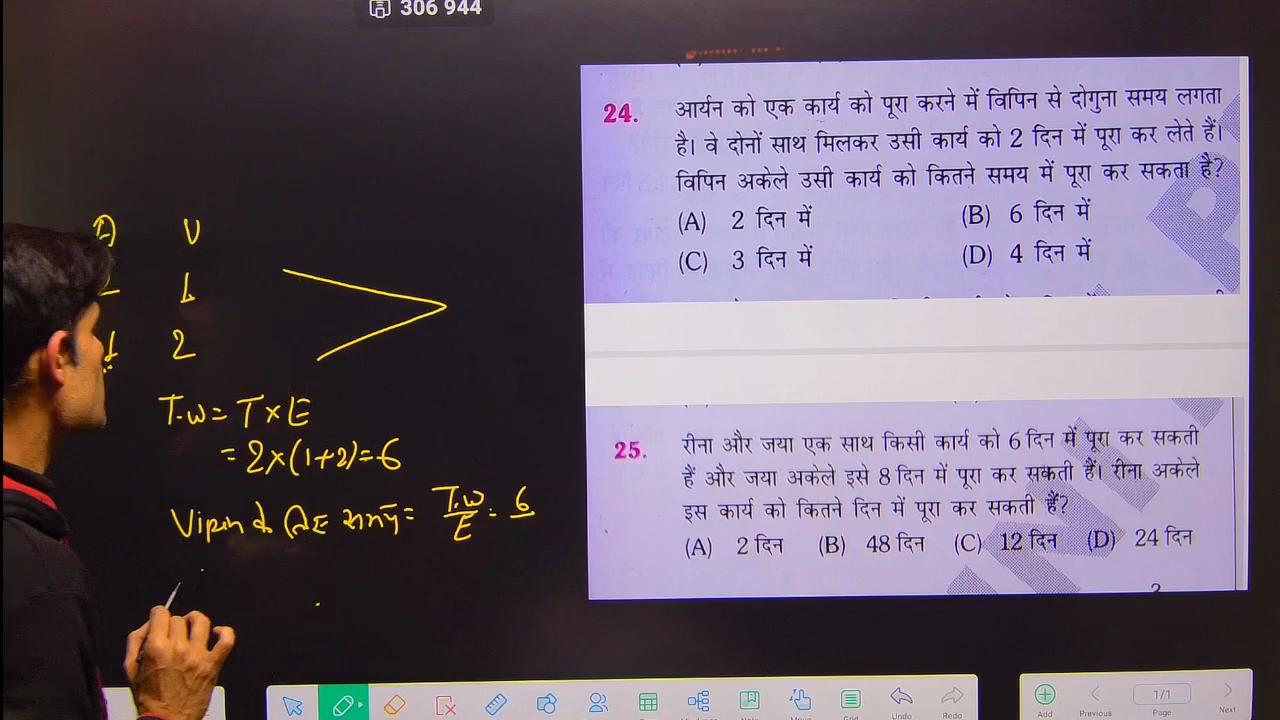 306 944
24. आर्यन को एक कार्य को पूरा करने में विपिन से दोगुना समय लगता
है। वे दोनों साथ मिलकर उसी कार्य को 2 दिन में पूरा कर लेते हैं।
विपिन अकेले उसी कार्य को कितने समय में पूरा कर सकता है?
(A) 2 दिन में (B) 6 दिन में
(C) 3 दिन में (D) 4 दिन में
A V
1
1 2
T.W = T × E
= 2×(1+2)=6
Vipin के लिए समय = T.W/E = 6
25. रीना और जया एक साथ किसी कार्य को 6 दिन में पूरा कर सकती
हैं और जया अकेले इसे 8 दिन में पूरा कर सकती हैं। रीना अकेले
इस कार्य को कितने दिन में पूरा कर सकती हैं?
(A) 2 दिन (B) 48 दिन (C) 12 दिन (D) 24 दिन
Undo Redo Add Previous 1/1 Page Next